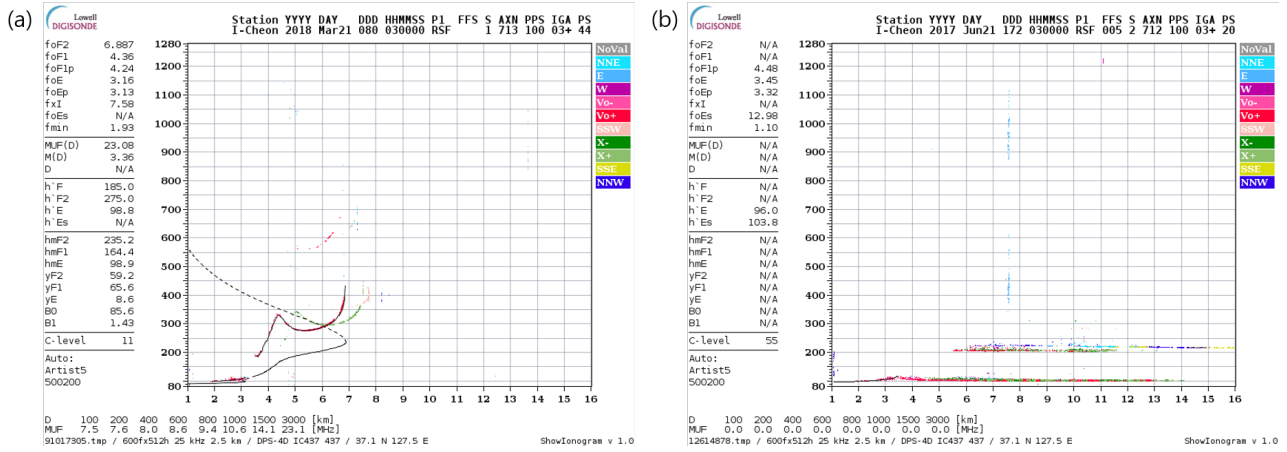 (a)
Lowell
DIGISONDE
Station YYYY DAY DDD HHMMSS P1 FFS S AXN PPS IGA PS
I-Cheon 2018 Mar21 080 030000 RSF 1 713 100 03+ 44
foF2 6.887
foF1 4.36
foF1p 4.24
foE 3.16
foEp 3.13
fxI 7.58
foEs N/A
fmin 1.93
MUF(D) 23.08
M(D) 3.36
D N/A
h`F 185.0
h`F2 275.0
h`E 98.8
h`Es N/A
hmF2 235.2
hmF1 164.4
hmE 98.9
yF2 59.2
yF1 65.6
yE 8.6
B0 85.6
B1 1.43
C-level 11
Auto:
Artist5
500200
1280
1200
1100
1000
900
800
700
600
500
400
300
200
80
1 2 3 4 5 6 7 8 9 10 11 12 13 14 15 16
NoVal
NNE
E
W
Vo-
Vo+
SSW
X-
X+
SSE
NNW
D 100 200 400 600 800 1000 1500 3000 [km]
MUF 7.5 7.6 8.0 8.6 9.4 10.6 14.1 23.1 [MHz]
91017305.tmp / 600fx512h 25 kHz 2.5 km / DPS-4D IC437 437 / 37.1 N 127.5 E
ShowIonogram v 1.0
(b)
Lowell
DIGISONDE
Station YYYY DAY DDD HHMMSS P1 FFS S AXN PPS IGA PS
I-Cheon 2017 Jun21 172 030000 RSF 005 2 712 100 03+ 20
foF2 N/A
foF1 N/A
foF1p 4.48
foE 3.45
foEp 3.32
fxI N/A
foEs 12.98
fmin 1.10
MUF(D) N/A
M(D) N/A
D N/A
h`F N/A
h`F2 N/A
h`E 96.0
h`Es 103.8
hmF2 N/A
hmF1 N/A
hmE N/A
yF2 N/A
yF1 N/A
yE N/A
B0 N/A
B1 N/A
C-level 55
Auto:
Artist5
500200
1280
1200
1100
1000
900
800
700
600
500
400
300
200
80
1 2 3 4 5 6 7 8 9 10 11 12 13 14 15 16
NoVal
NNE
E
W
Vo-
Vo+
SSW
X-
X+
SSE
NNW
D 100 200 400 600 800 1000 1500 3000 [km]
MUF 0.0 0.0 0.0 0.0 0.0 0.0 0.0 0.0 [MHz]
12614878.tmp / 600fx512h 25 kHz 2.5 km / DPS-4D IC437 437 / 37.1 N 127.5 E
ShowIonogram v 1.0